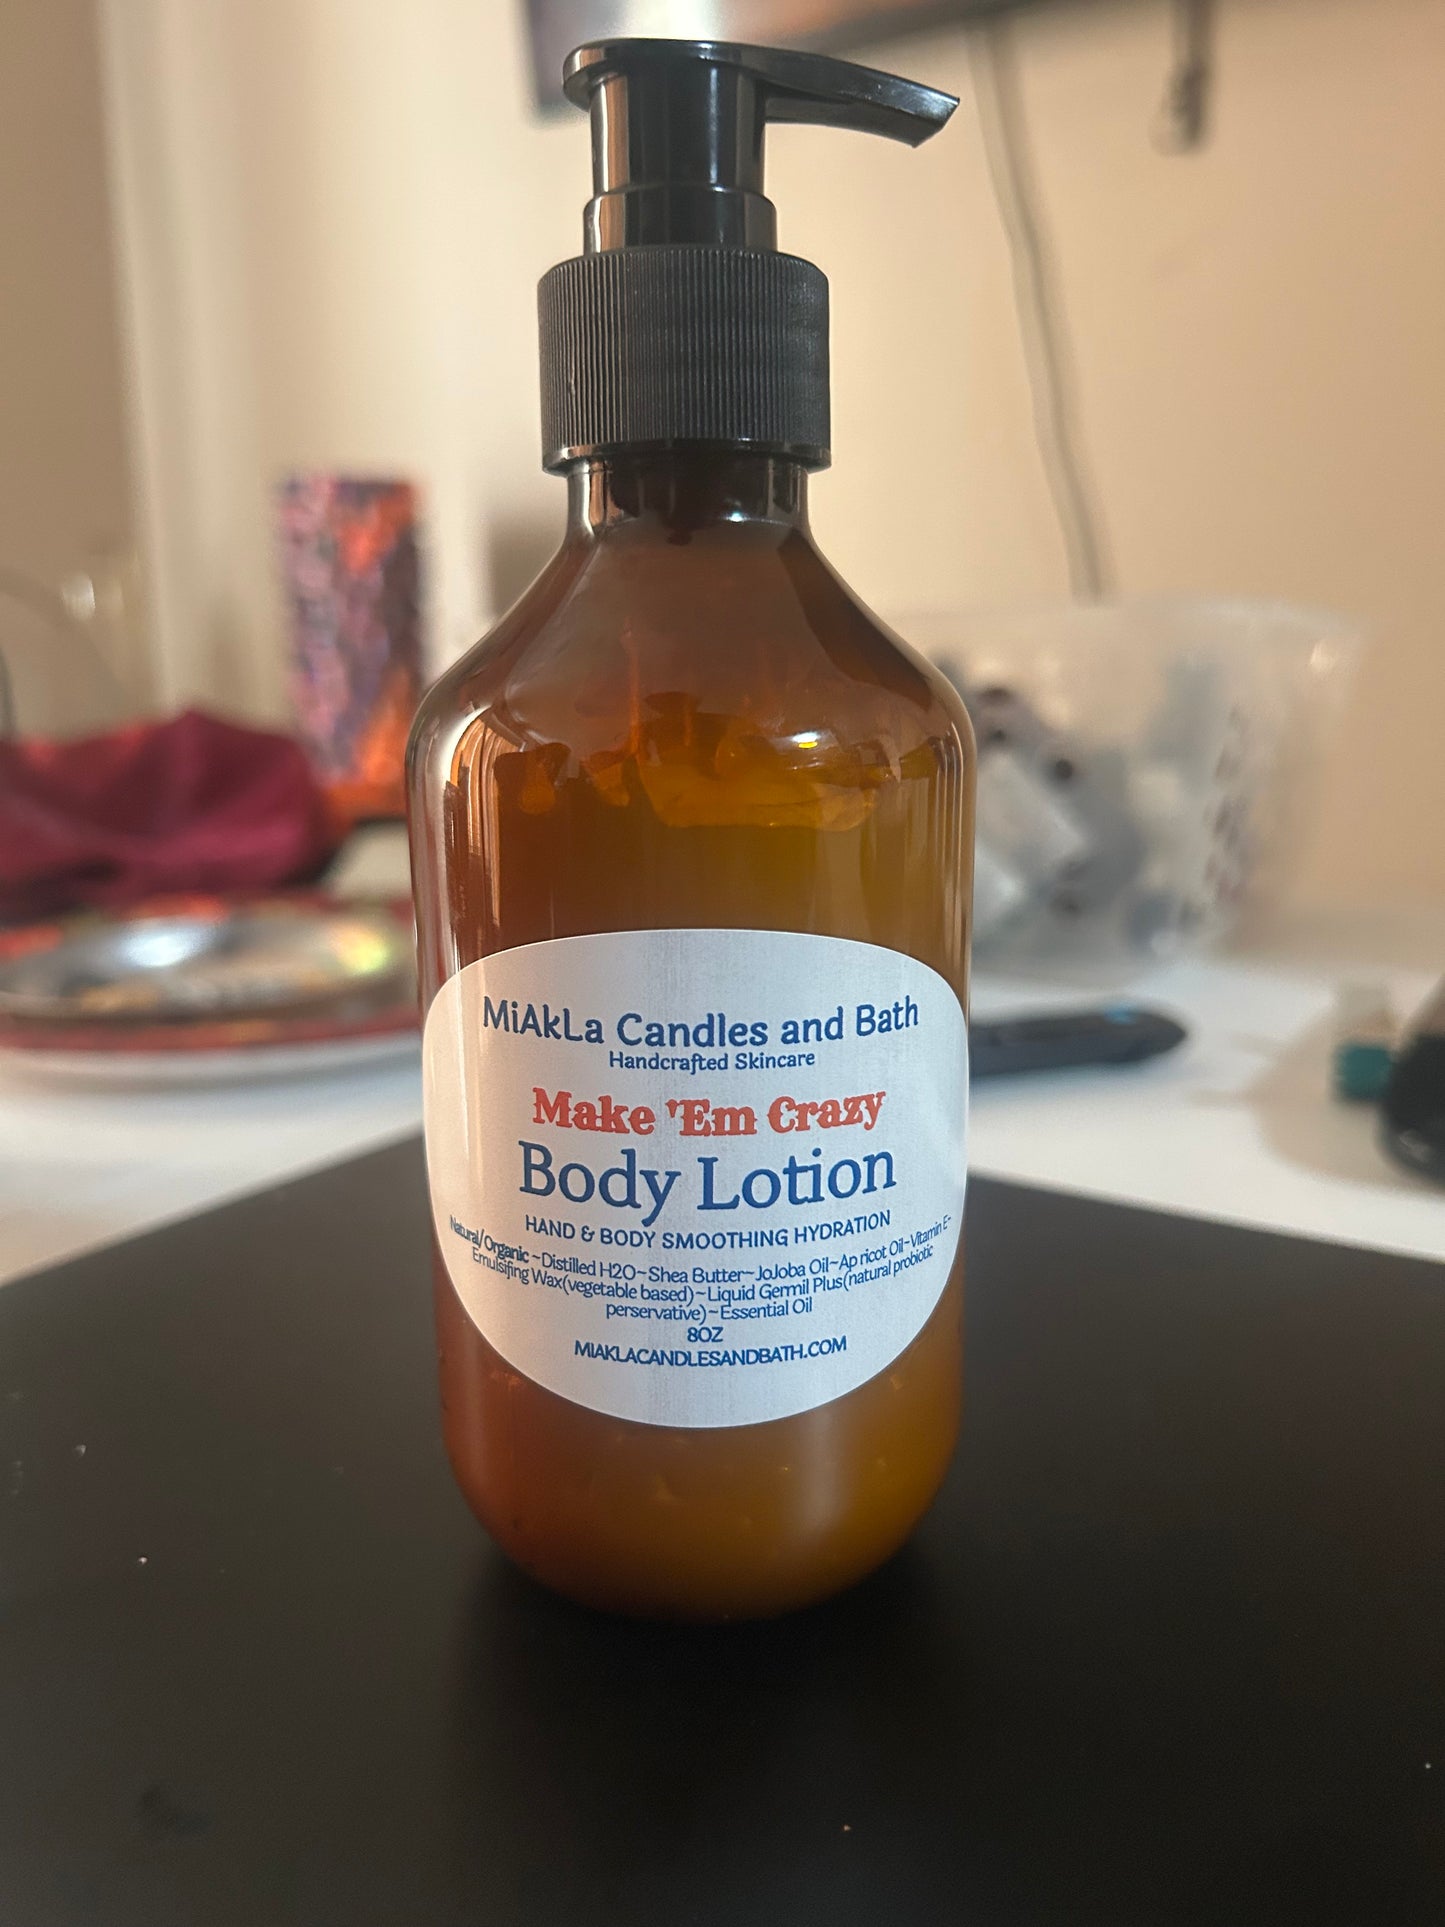 MiAkLa Candles and Bath
Handcrafted Skincare
Make 'Em Crazy
Body Lotion
HAND & BODY SMOOTHING HYDRATION
Natural/Organic ~Distilled H2O~Shea Butter~JoJoba Oil~Ap ricot Oil~Vitamin E~
Emulsifing Wax(vegetable based)~Liquid Germil Plus(natural probiotic
perservative)~Essential Oil
8OZ
MIAKLACANDLESANDBATH.COM